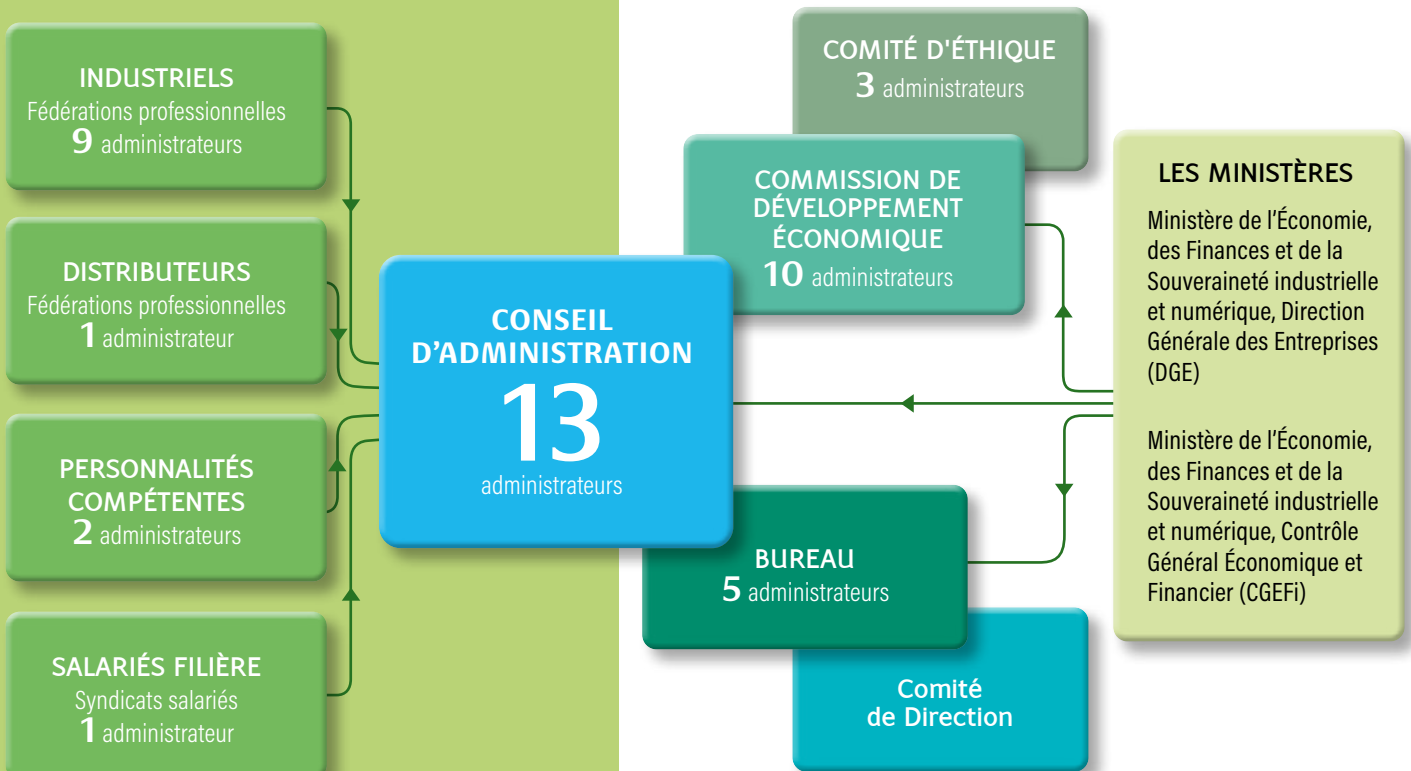 INDUSTRIELS
Fédérations professionnelles
9 administrateurs
DISTRIBUTEURS
Fédérations professionnelles
1 administrateur
PERSONNALITÉS
COMPÉTENTES
2 administrateurs
SALARIÉS FILIÈRE
Syndicats salariés
1 administrateur
CONSEIL
D’ADMINISTRATION
13
administrateurs
COMITÉ D'ÉTHIQUE
3 administrateurs
COMMISSION DE
DÉVELOPPEMENT
ÉCONOMIQUE
10 administrateurs
BUREAU
5 administrateurs
Comité
de Direction
LES MINISTÈRES
Ministère de l’Économie,
des Finances et de la
Souveraineté industrielle
et numérique, Direction
Générale des Entreprises
(DGE)
Ministère de l’Économie,
des Finances et de la
Souveraineté industrielle
et numérique, Contrôle
Général Économique et
Financier (CGEFi)